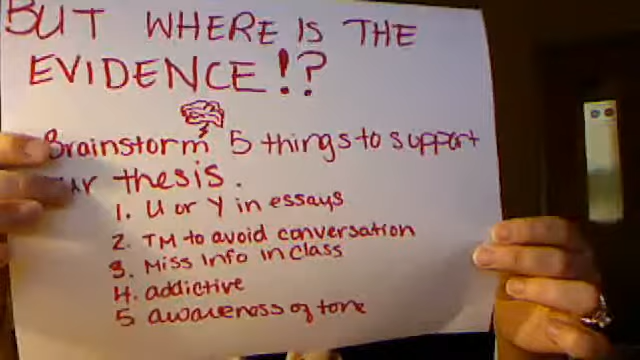 BUT WHERE IS THE
EVIDENCE!?
Brainstorm 5 things to support
thesis.
1. U or Y in essays
2. TM to avoid conversation
3. Miss info in class
4. addictive
5 awareness of tone